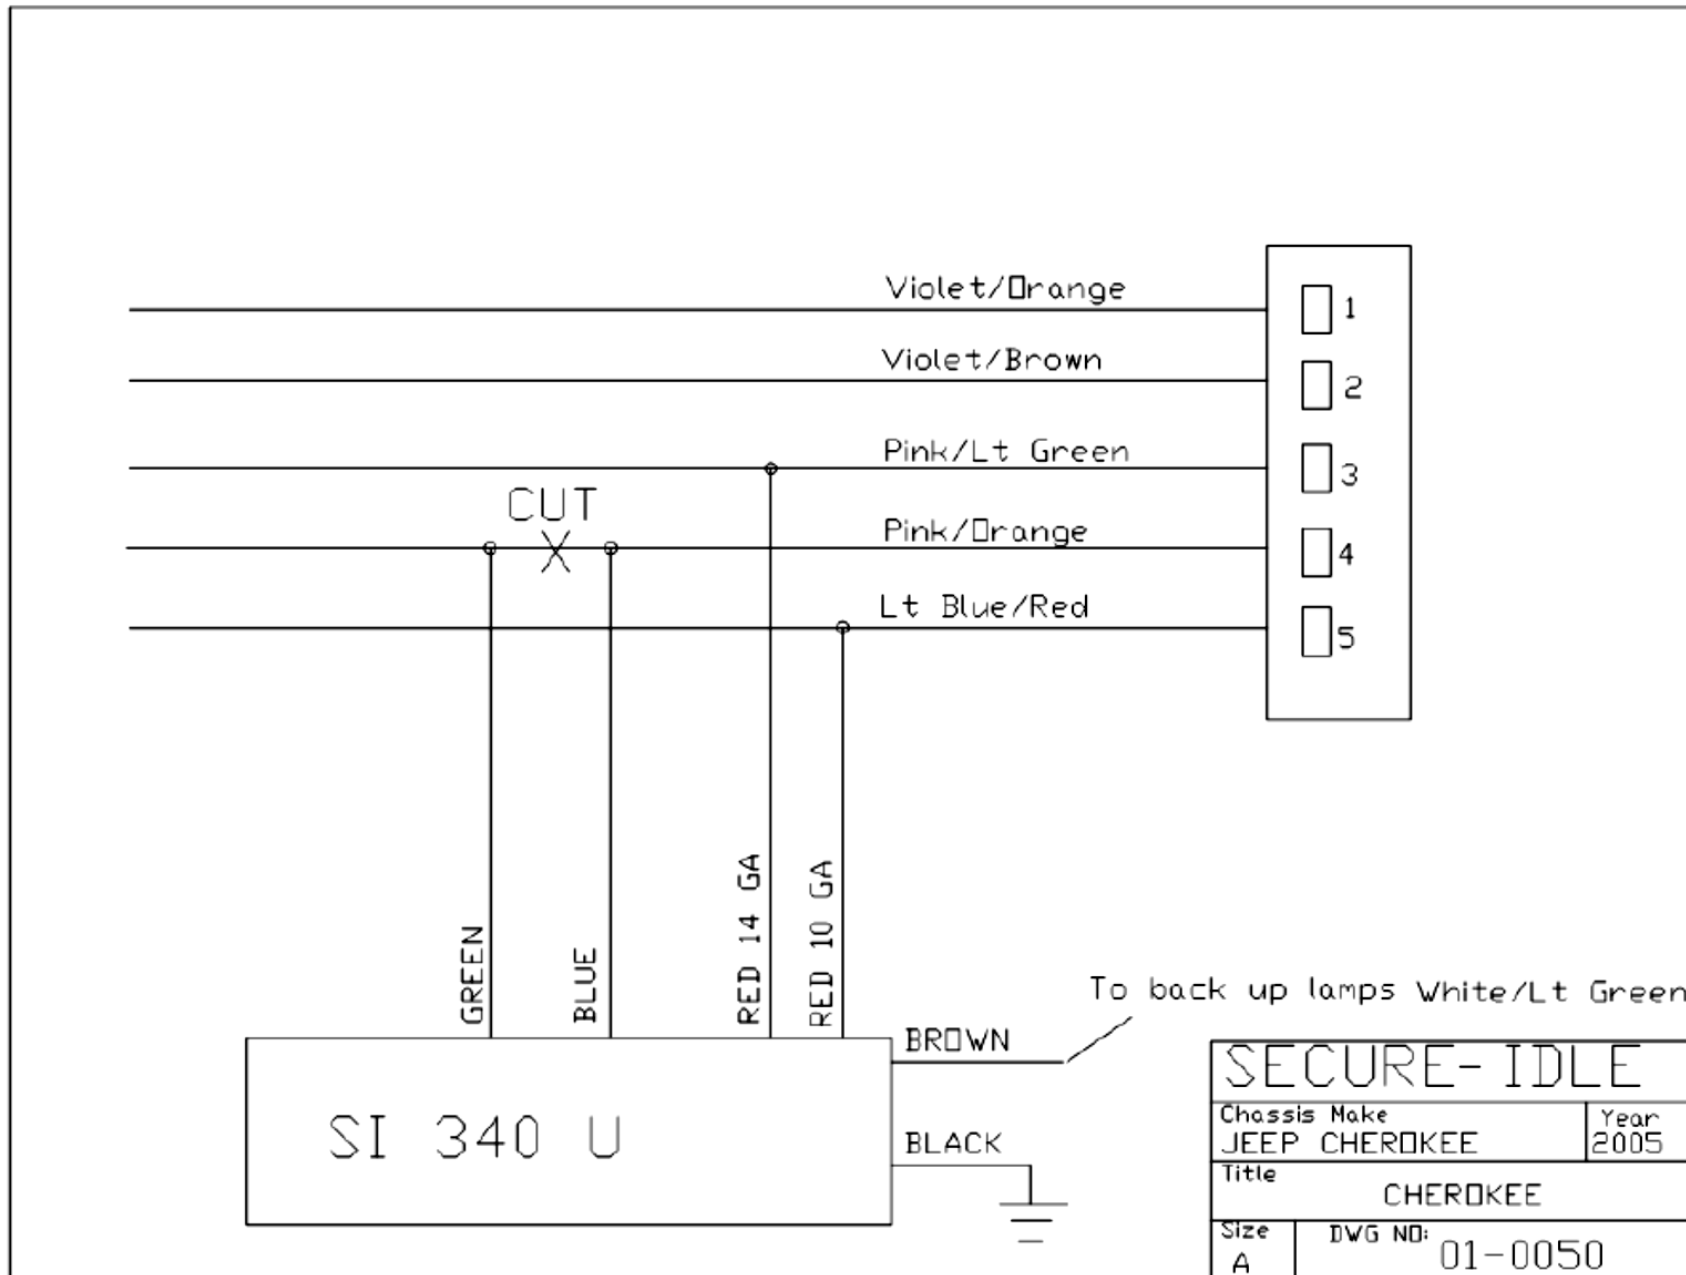 Violet/Orange
1
Violet/Brown
2
Pink/Lt Green
3
CUT
X
Pink/Orange
4
Lt Blue/Red
5
GREEN
BLUE
RED 14 GA
RED 10 GA
To back up lamps White/Lt Green
BROWN
SI 340 U
BLACK
SECURE-IDLE
Chassis Make
JEEP CHEROKEE
Year
2005
Title
CHEROKEE
Size
A
DWG NO:
01-0050